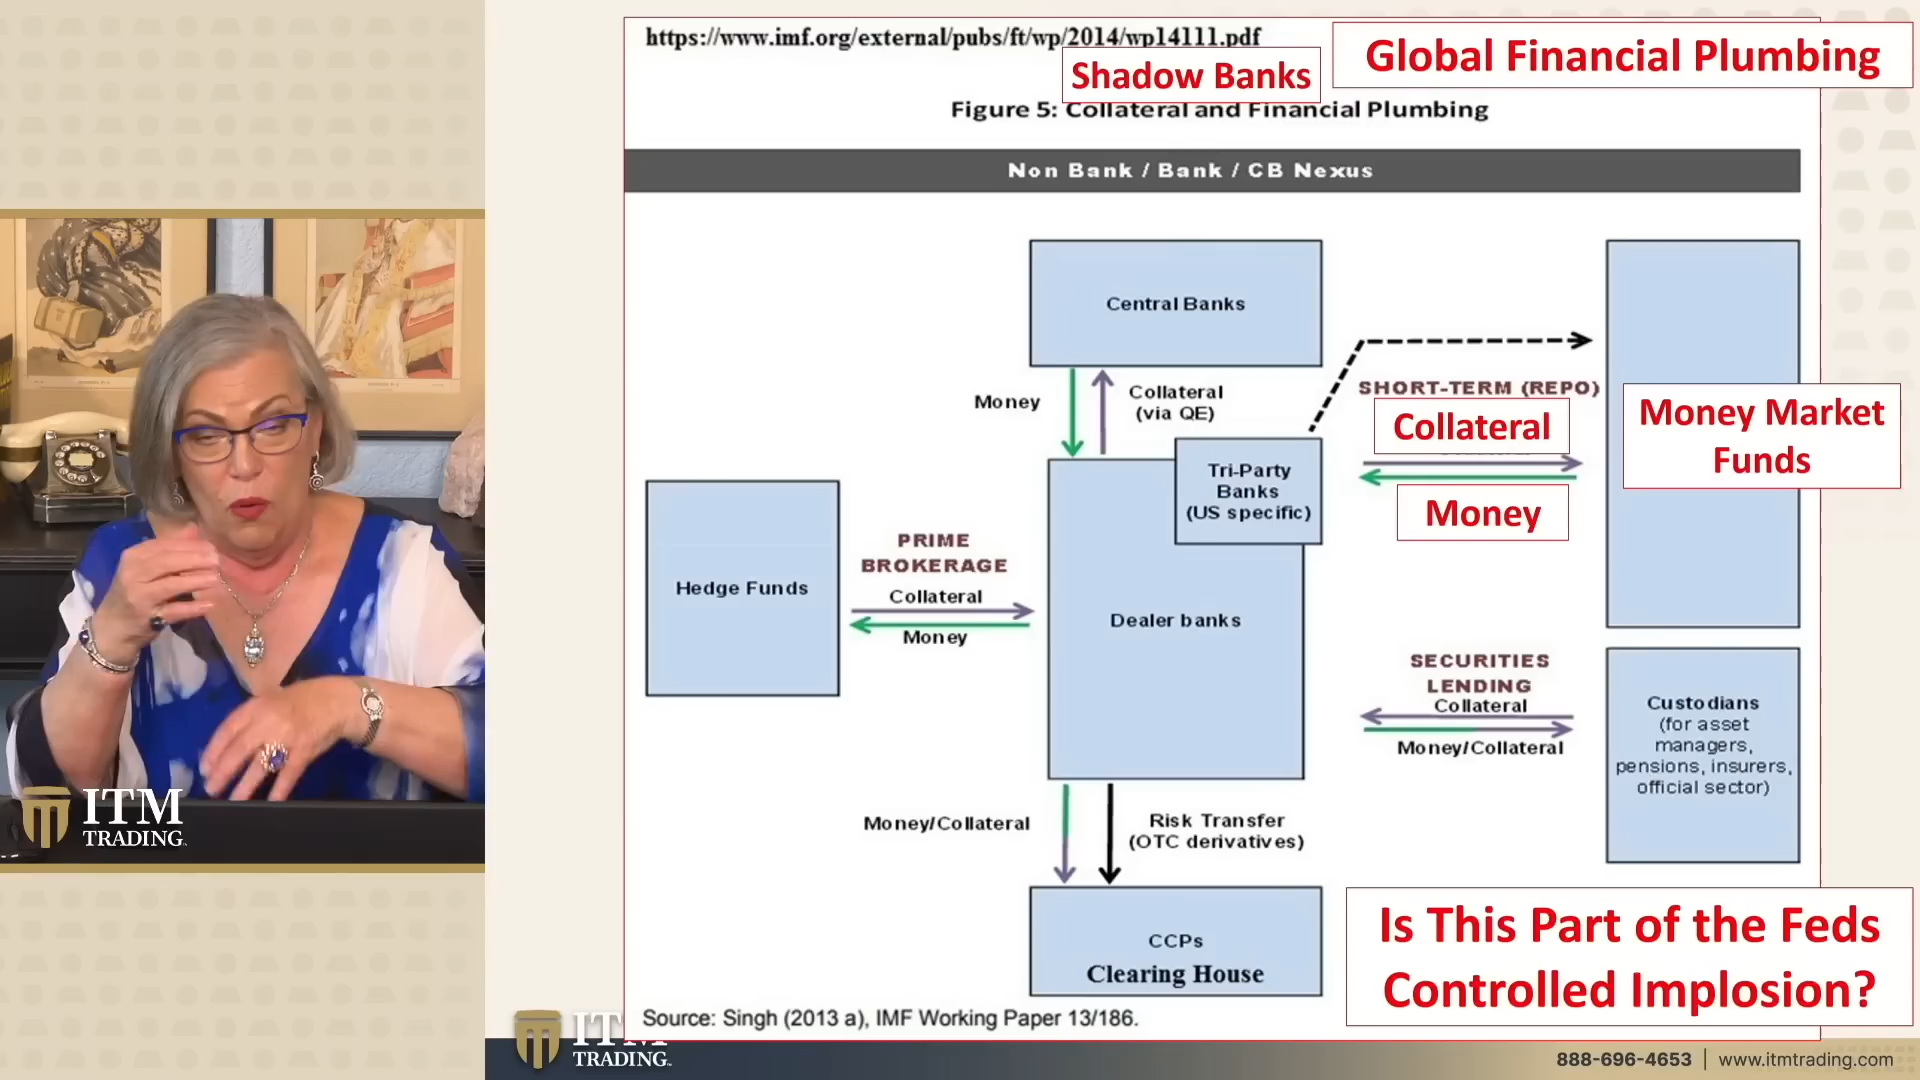 https://www.imf.org/external/pubs/ft/wp/2014/wp14111.pdf
Shadow Banks
Global Financial Plumbing
Figure 5: Collateral and Financial Plumbing
Non Bank / Bank / CB Nexus
Central Banks
Money
Collateral
(via QE)
SHORT-TERM (REPO)
Collateral
Money
Money Market
Funds
Tri-Party
Banks
(US specific)
Hedge Funds
PRIME
BROKERAGE
Collateral
Money
Dealer banks
SECURITIES
LENDING
Collateral
Money/Collateral
Custodians
(for asset
managers,
pensions, insurers,
official sector)
Money/Collateral
Risk Transfer
(OTC derivatives)
CCPs
Clearing House
Is This Part of the Feds
Controlled Implosion?
Source: Singh (2013 a), IMF Working Paper 13/186.
ITM
TRADING
ITM
TRADING
888-696-4653 | www.itmtrading.com